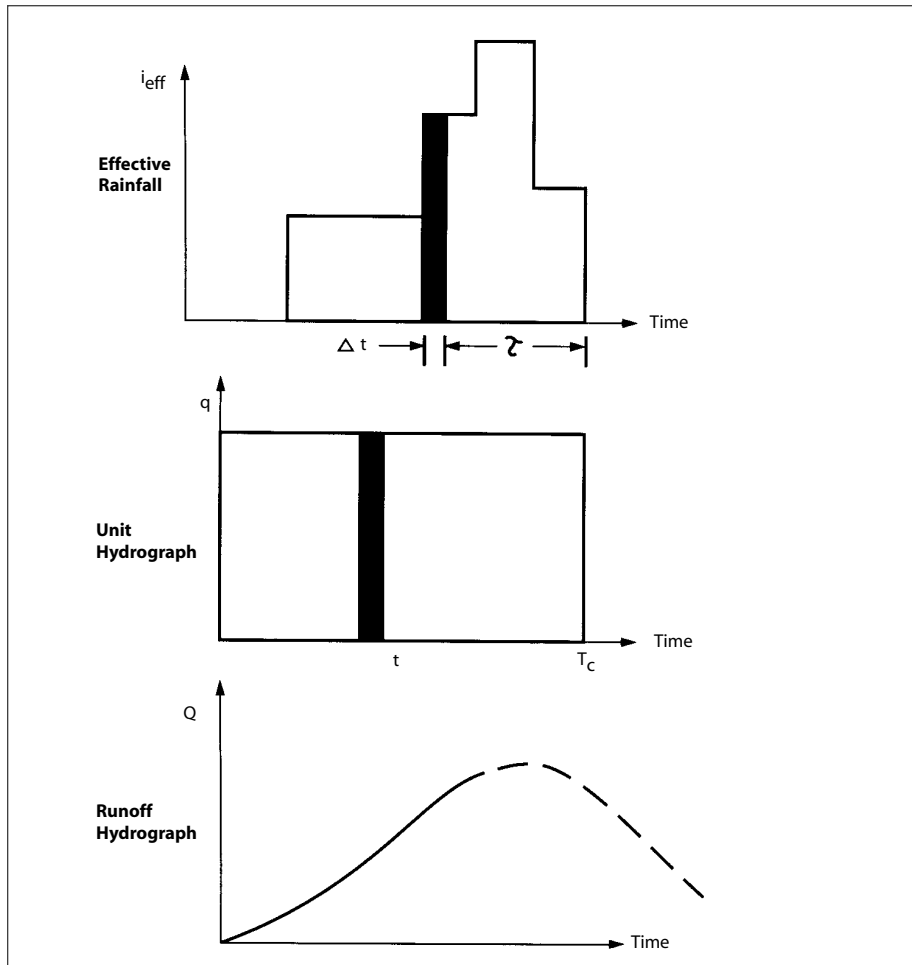 i_eff
Effective
Rainfall
Time
Δ t
τ
q
Unit
Hydrograph
Time
t
T_c
Q
Runoff
Hydrograph
Time